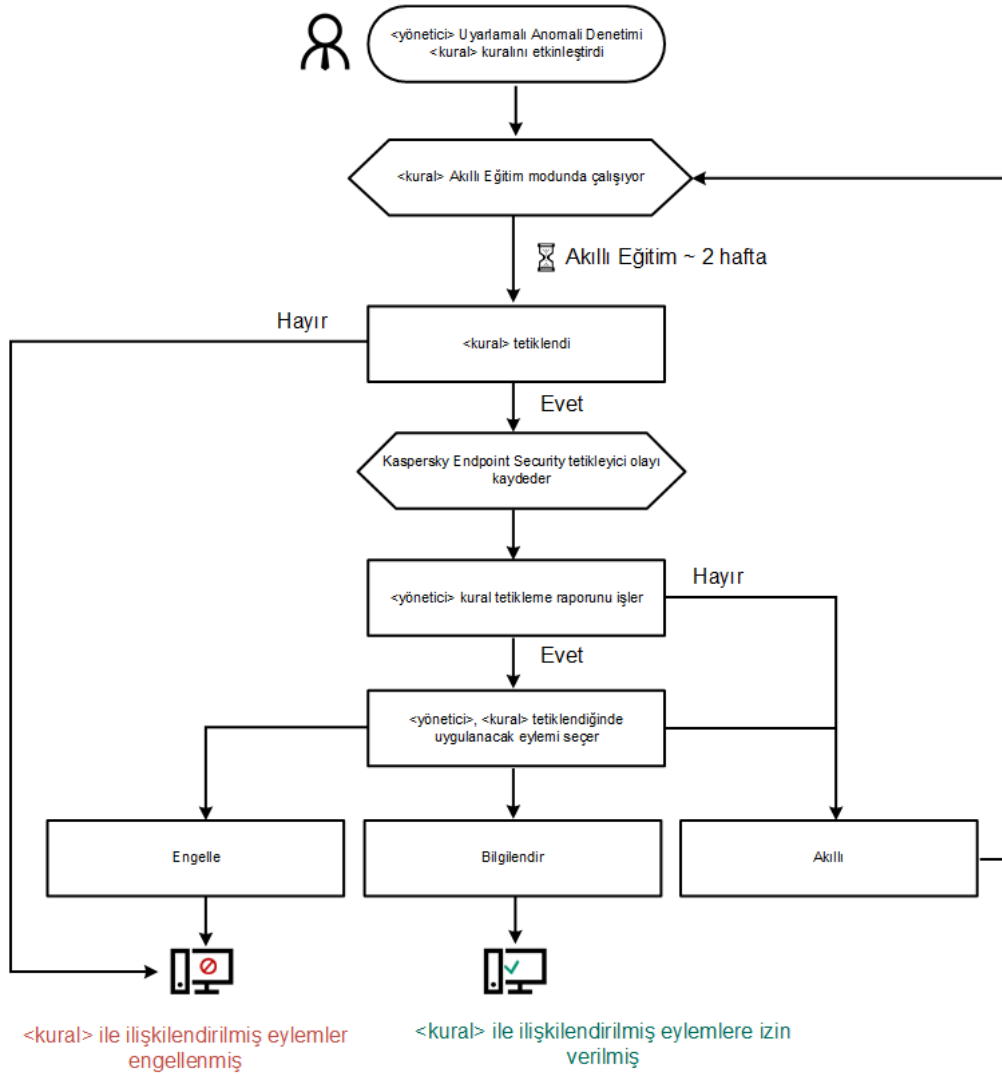 <yönetici> Uyarlamalı Anomali Denetimi
<kural> kuralını etkinleştirdi
<kural> Akıllı Eğitim modunda çalışıyor
Akıllı Eğitim ~ 2 hafta
Hayır
<kural> tetiklendi
Evet
Kaspersky Endpoint Security tetikleyici olayı
kaydeder
Hayır
<yönetici> kural tetikleme raporunu işler
Evet
<yönetici>, <kural> tetiklendiğinde
uygulanacak eylemi seçer
Engelle
Bilgilendir
Akıllı
<kural> ile ilişkilendirilmiş eylemler
engellenmiş
<kural> ile ilişkilendirilmiş eylemlere izin
verilmiş